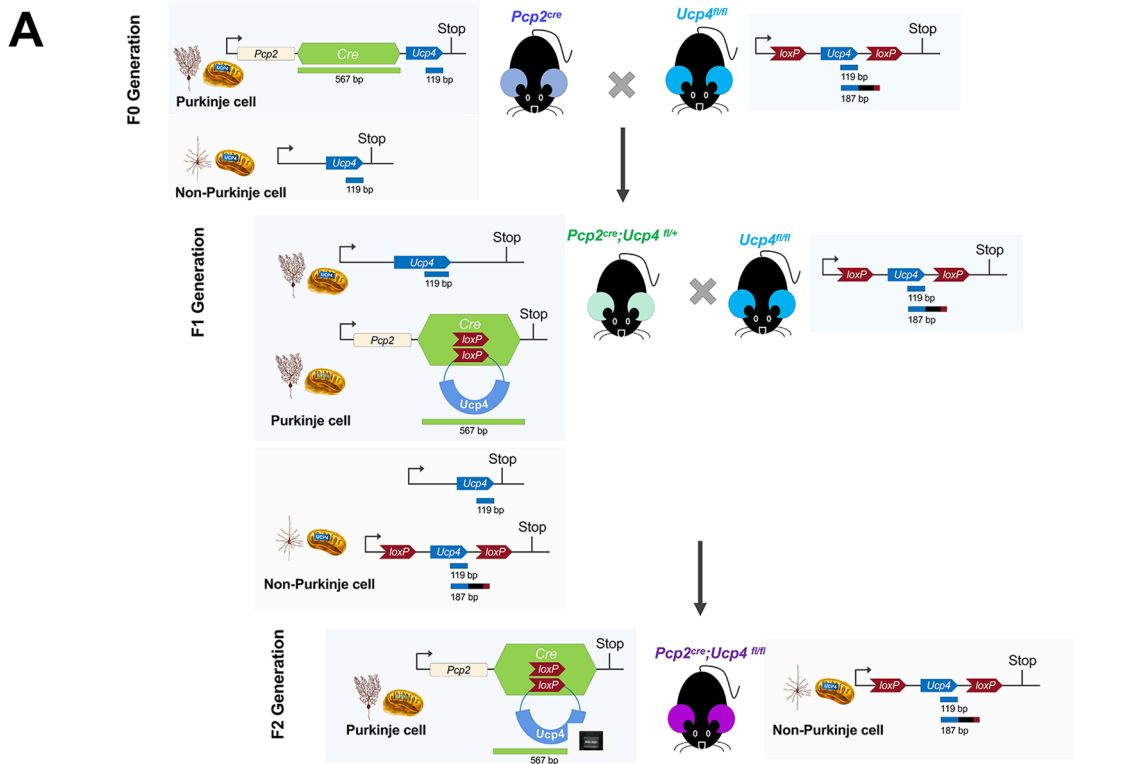 A
F0 Generation
Pcp2
Cre
Ucp4
Stop
567 bp
119 bp
UCP4
Purkinje cell
Pcp2cre
Ucp4fl/fl
Stop
loxP
Ucp4
loxP
119 bp
187 bp
Stop
UCP4
Ucp4
119 bp
Non-Purkinje cell
F1 Generation
Stop
UCP4
Ucp4
119 bp
Pcp2cre;Ucp4 fl/+
Ucp4fl/fl
Stop
loxP
Ucp4
loxP
119 bp
187 bp
Stop
Pcp2
Cre
loxP
loxP
Ucp4
567 bp
Purkinje cell
Stop
Ucp4
119 bp
Stop
UCP4
loxP
Ucp4
loxP
119 bp
187 bp
Non-Purkinje cell
F2 Generation
Stop
Pcp2
Cre
loxP
loxP
Ucp4
567 bp
Purkinje cell
Pcp2cre;Ucp4 fl/fl
Stop
UCP4
loxP
Ucp4
loxP
119 bp
187 bp
Non-Purkinje cell